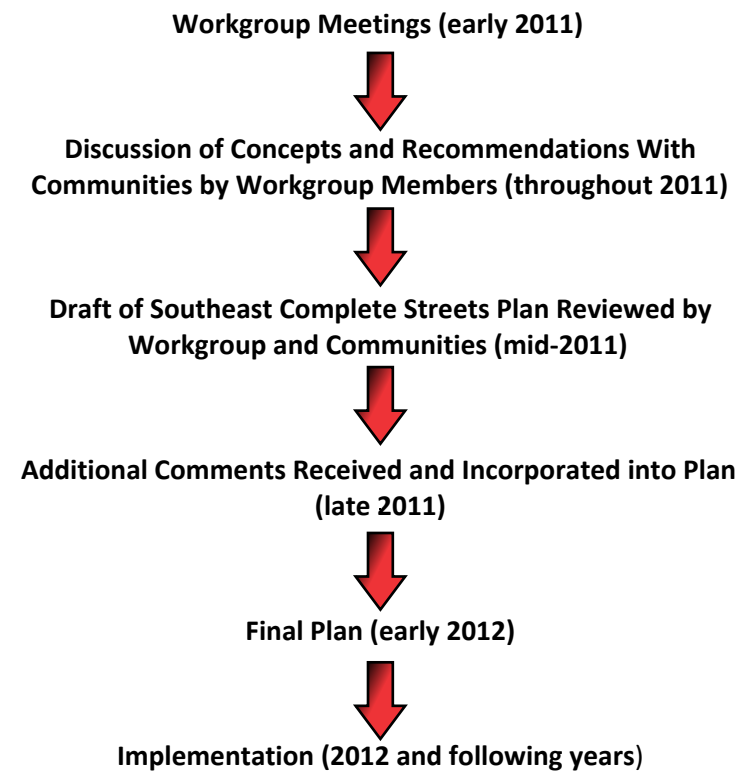 Workgroup Meetings (early 2011)
Discussion of Concepts and Recommendations With
Communities by Workgroup Members (throughout 2011)
Draft of Southeast Complete Streets Plan Reviewed by
Workgroup and Communities (mid-2011)
Additional Comments Received and Incorporated into Plan
(late 2011)
Final Plan (early 2012)
Implementation (2012 and following years)